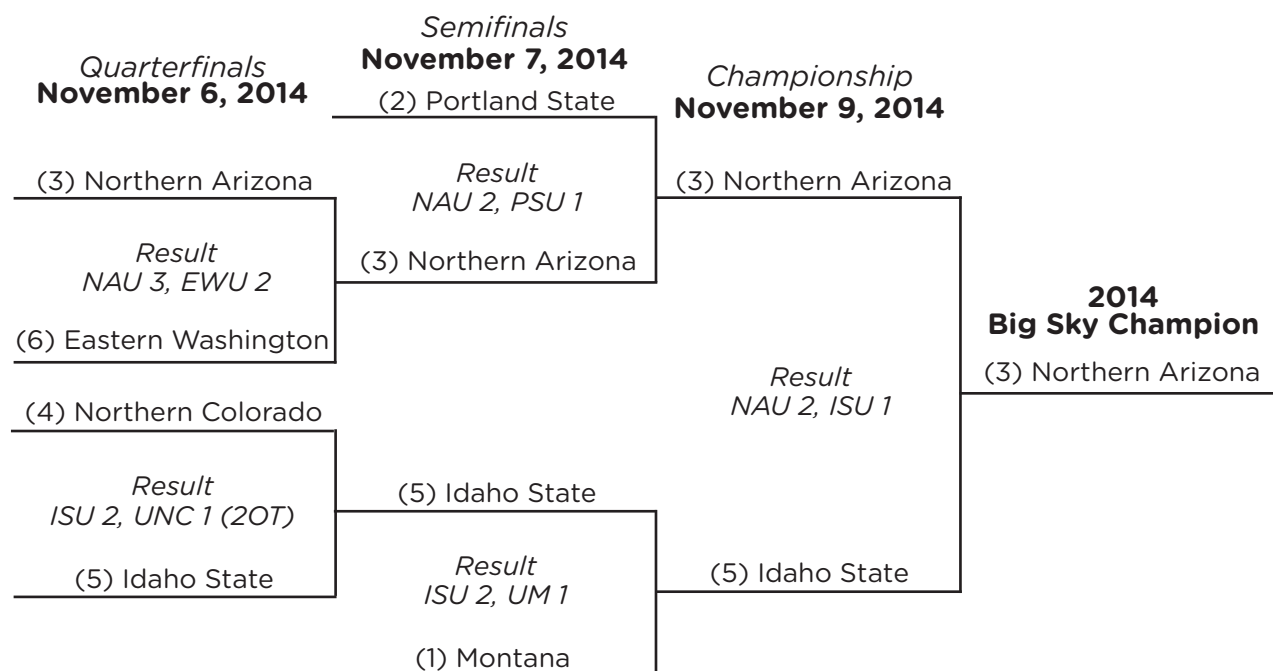 Quarterfinals
November 6, 2014
Semifinals
November 7, 2014
Championship
November 9, 2014
(2) Portland State
(3) Northern Arizona
Result
NAU 2, PSU 1
(3) Northern Arizona
Result
NAU 3, EWU 2
(3) Northern Arizona
(6) Eastern Washington
2014
Big Sky Champion
(3) Northern Arizona
Result
NAU 2, ISU 1
(4) Northern Colorado
Result
ISU 2, UNC 1 (2OT)
(5) Idaho State
(5) Idaho State
Result
ISU 2, UM 1
(5) Idaho State
(1) Montana